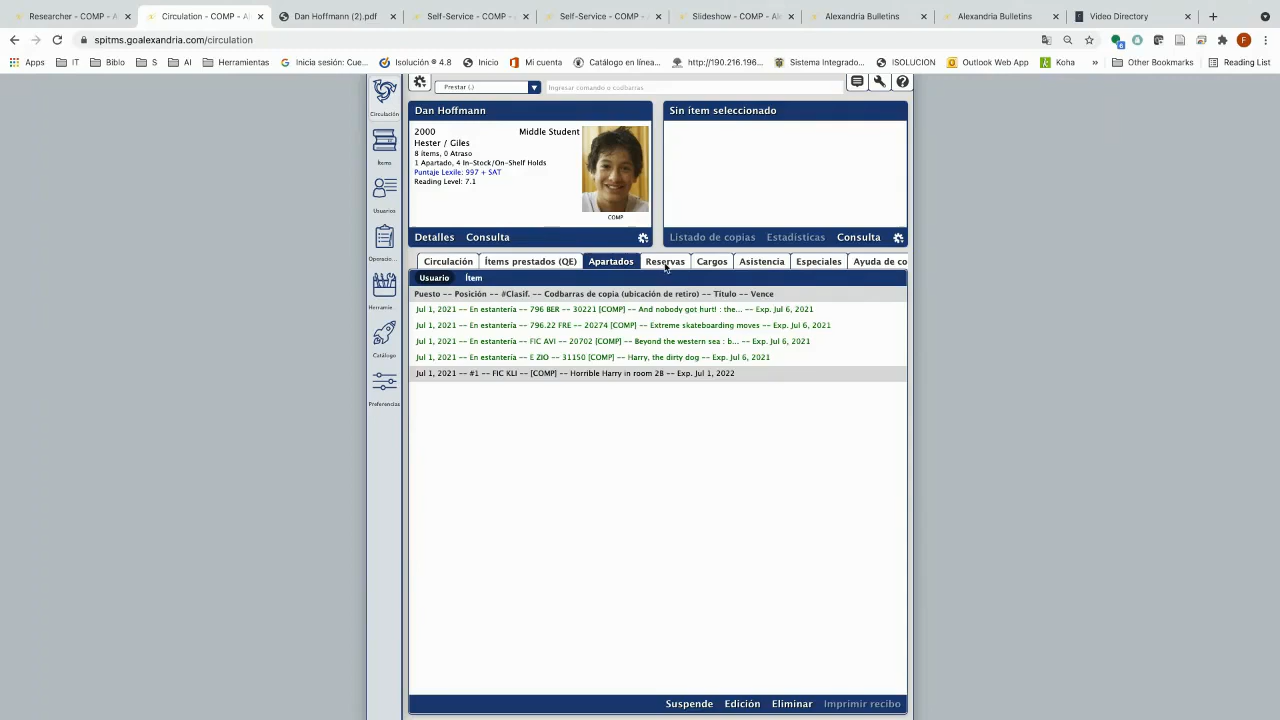 Researcher - COMP - A
Circulation - COMP - Al
Dan Hoffmann (2).pdf
Self-Service - COMP -
Self-Service - COMP -
Slideshow - COMP - Al
Alexandria Bulletins
Alexandria Bulletins
Video Directory
spitms.goalexandria.com/circulation
F
Apps
IT
Biblo
S
AI
Herramientas
Inicia sesión: Cue...
Isolución ® 4.8
Inicio
Mi cuenta
Catálogo en línea...
http://190.216.196...
Sistema Integrado...
ISOLUCION
Outlook Web App
Koha
»
Other Bookmarks
Reading List
Circulación
Ítems
Usuarios
Operacio...
Herramie...
Catálogo
Preferencias
Prestar (.)
Ingresar comando o codbarras
Dan Hoffmann
2000
Middle Student
Hester / Giles
8 ítems, 0 Atraso
1 Apartado, 4 In-Stock/On-Shelf Holds
Puntaje Lexile: 997 + SAT
Reading Level: 7.1
COMP
Detalles
Consulta
Sin ítem seleccionado
Listado de copias
Estadísticas
Consulta
Circulación
Ítems prestados (QE)
Apartados
Reservas
Cargos
Asistencia
Especiales
Ayuda de co
Usuario
Ítem
Puesto -- Posición -- #Clasif. -- Codbarras de copia (ubicación de retiro) -- Título -- Vence
Jul 1, 2021 -- En estantería -- 796 BER -- 30221 [COMP] -- And nobody got hurt! : the... -- Exp. Jul 6, 2021
Jul 1, 2021 -- En estantería -- 796.22 FRE -- 20274 [COMP] -- Extreme skateboarding moves -- Exp. Jul 6, 2021
Jul 1, 2021 -- En estantería -- FIC AVI -- 20702 [COMP] -- Beyond the western sea : b... -- Exp. Jul 6, 2021
Jul 1, 2021 -- En estantería -- E ZIO -- 31150 [COMP] -- Harry, the dirty dog -- Exp. Jul 6, 2021
Jul 1, 2021 -- #1 -- FIC KLI -- [COMP] -- Horrible Harry in room 2B -- Exp. Jul 1, 2022
Suspende
Edición
Eliminar
Imprimir recibo